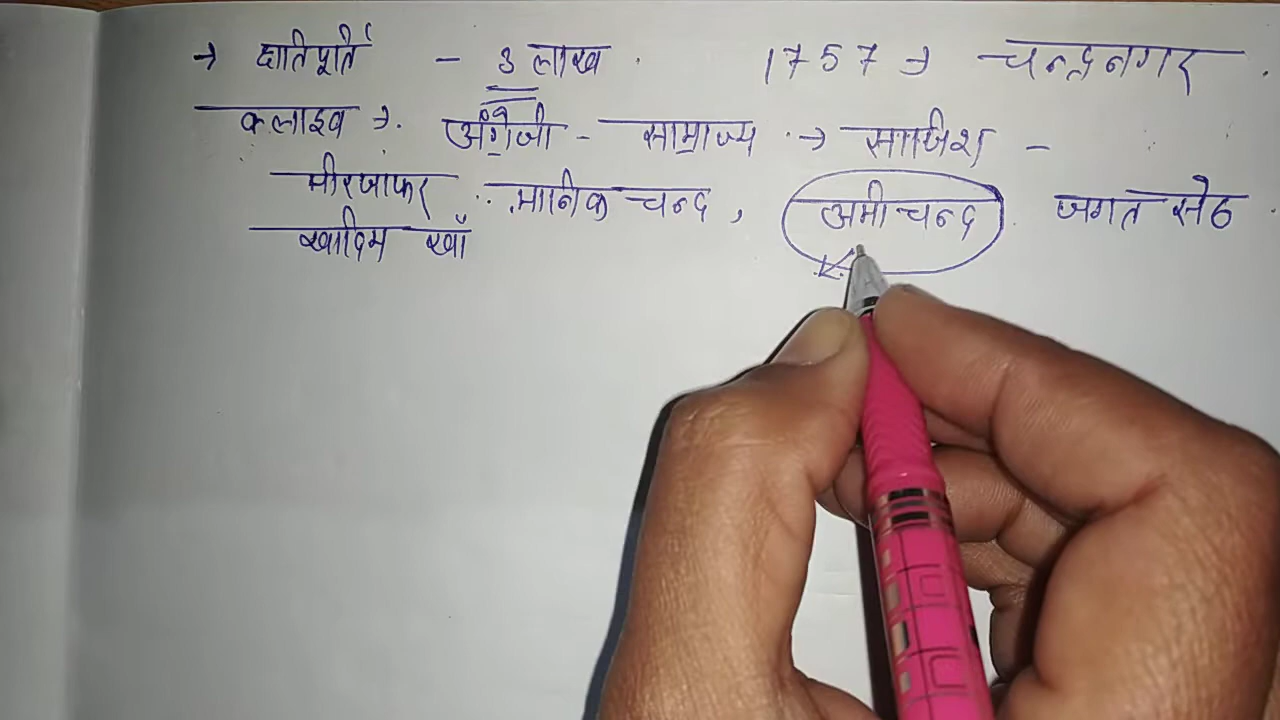 → क्षतिपूर्ति - 3 लाख . 1757 → चन्द्रनगर .
क्लाइव → . अंग्रेजी - साम्राज्य . → साजिश -
मीरजाफर .. मानिक चन्द , अमीचन्द . जगत सेठ .
खादिम खाँ